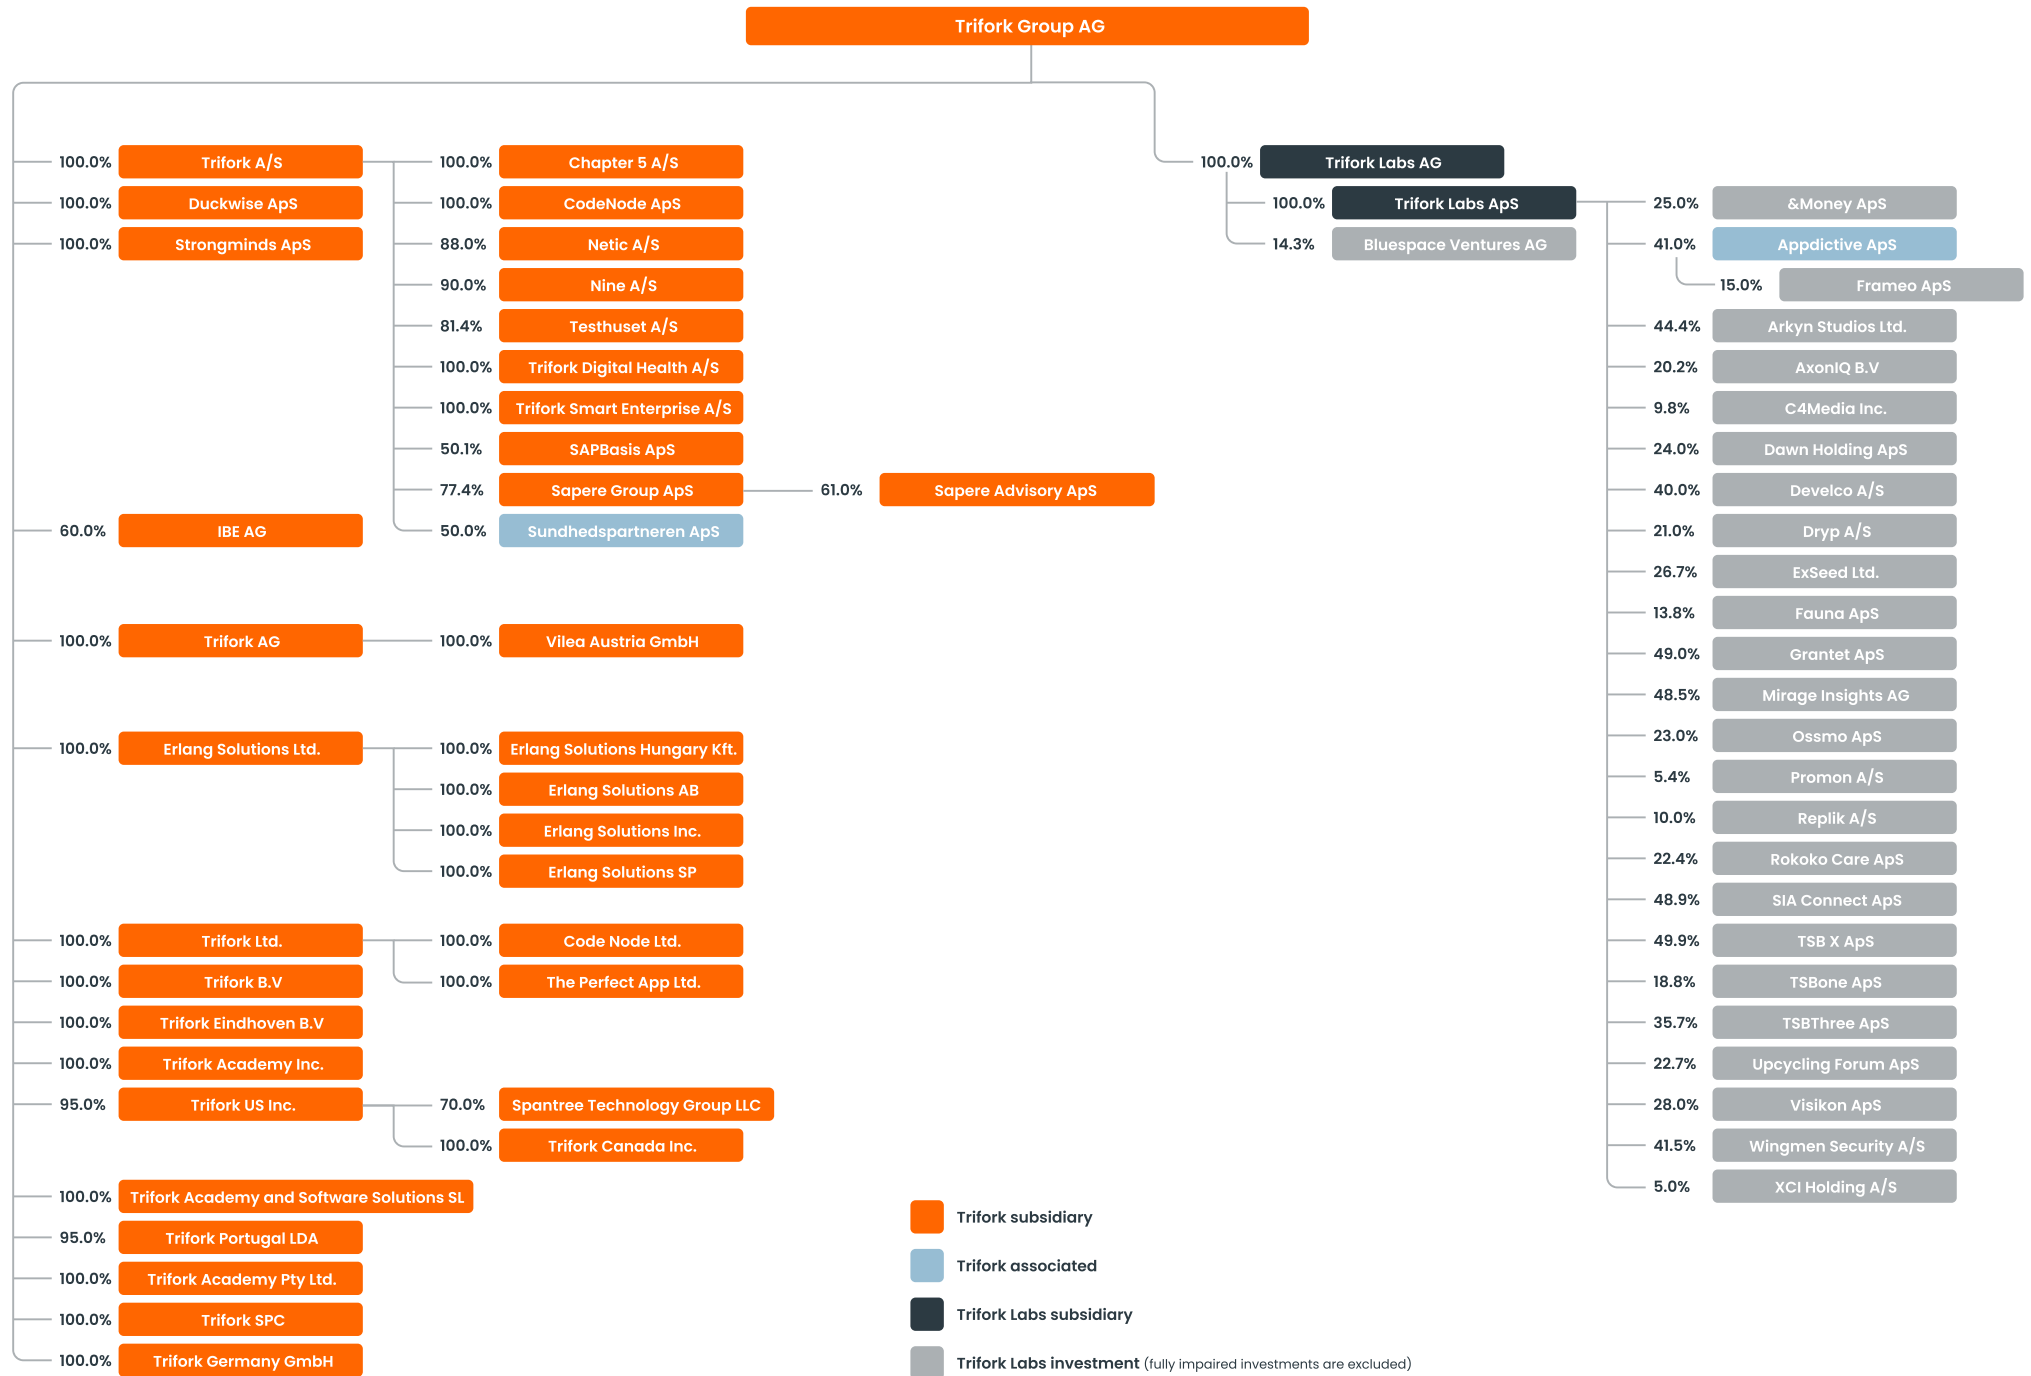 Trifork Group AG
100.0% Trifork A/S
100.0% Duckwise ApS
100.0% Strongminds ApS
100.0% Chapter 5 A/S
100.0% CodeNode ApS
88.0% Netic A/S
90.0% Nine A/S
81.4% Testhuset A/S
100.0% Trifork Digital Health A/S
100.0% Trifork Smart Enterprise A/S
50.1% SAPBasis ApS
77.4% Sapere Group ApS
61.0% Sapere Advisory ApS
50.0% Sundhedspartneren ApS
60.0% IBE AG
100.0% Trifork AG
100.0% Vilea Austria GmbH
100.0% Erlang Solutions Ltd.
100.0% Erlang Solutions Hungary Kft.
100.0% Erlang Solutions AB
100.0% Erlang Solutions Inc.
100.0% Erlang Solutions SP
100.0% Trifork Ltd.
100.0% Code Node Ltd.
100.0% The Perfect App Ltd.
100.0% Trifork B.V
100.0% Trifork Eindhoven B.V
100.0% Trifork Academy Inc.
95.0% Trifork US Inc.
70.0% Spantree Technology Group LLC
100.0% Trifork Canada Inc.
100.0% Trifork Academy and Software Solutions SL
95.0% Trifork Portugal LDA
100.0% Trifork Academy Pty Ltd.
100.0% Trifork SPC
100.0% Trifork Germany GmbH
100.0% Trifork Labs AG
100.0% Trifork Labs ApS
14.3% Bluespace Ventures AG
25.0% &Money ApS
41.0% Appdictive ApS
15.0% Frameo ApS
44.4% Arkyn Studios Ltd.
20.2% AxonIQ B.V
9.8% C4Media Inc.
24.0% Dawn Holding ApS
40.0% Develco A/S
21.0% Dryp A/S
26.7% ExSeed Ltd.
13.8% Fauna ApS
49.0% Grantet ApS
48.5% Mirage Insights AG
23.0% Ossmo ApS
5.4% Promon A/S
10.0% Replik A/S
22.4% Rokoko Care ApS
48.9% SIA Connect ApS
49.9% TSB X ApS
18.8% TSBone ApS
35.7% TSBThree ApS
22.7% Upcycling Forum ApS
28.0% Visikon ApS
41.5% Wingmen Security A/S
5.0% XCI Holding A/S
Trifork subsidiary
Trifork associated
Trifork Labs subsidiary
Trifork Labs investment (fully impaired investments are excluded)